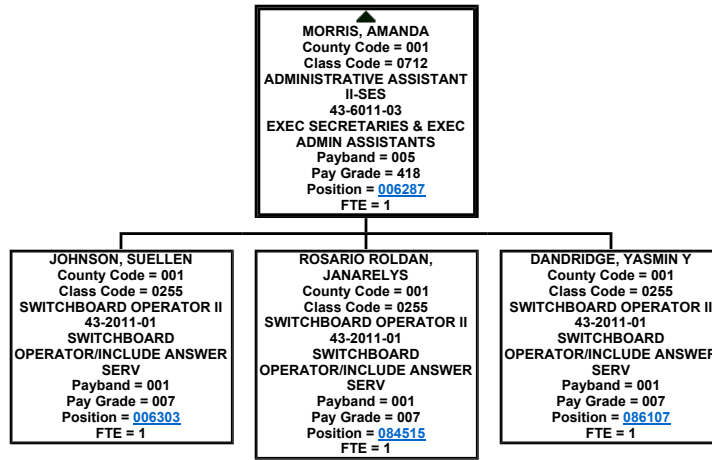 MORRIS, AMANDA
County Code = 001
Class Code = 0712
ADMINISTRATIVE ASSISTANT
II-SES
43-6011-03
EXEC SECRETARIES & EXEC
ADMIN ASSISTANTS
Payband = 005
Pay Grade = 418
Position = 006287
FTE = 1
JOHNSON, SUELLEN
County Code = 001
Class Code = 0255
SWITCHBOARD OPERATOR II
43-2011-01
SWITCHBOARD
OPERATOR/INCLUDE ANSWER
SERV
Payband = 001
Pay Grade = 007
Position = 006303
FTE = 1
ROSARIO ROLDAN,
JANARELYS
County Code = 001
Class Code = 0255
SWITCHBOARD OPERATOR II
43-2011-01
SWITCHBOARD
OPERATOR/INCLUDE ANSWER
SERV
Payband = 001
Pay Grade = 007
Position = 084515
FTE = 1
DANDRIDGE, YASMIN Y
County Code = 001
Class Code = 0255
SWITCHBOARD OPERATOR II
43-2011-01
SWITCHBOARD
OPERATOR/INCLUDE ANSWER
SERV
Payband = 001
Pay Grade = 007
Position = 086107
FTE = 1